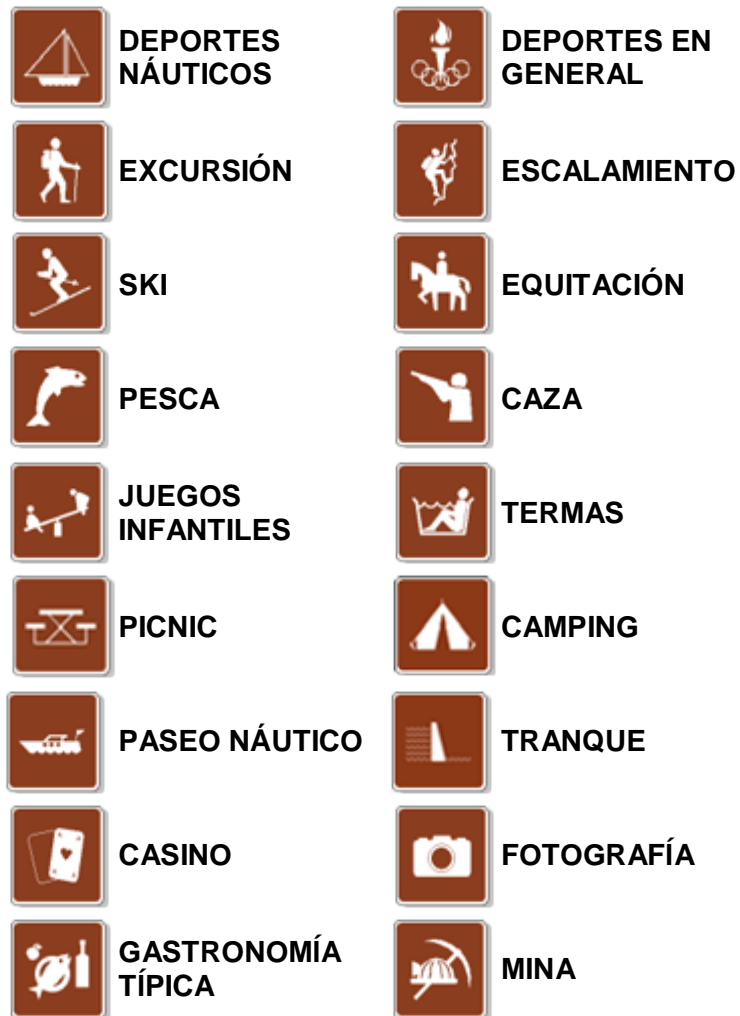 DEPORTES
NÁUTICOS
DEPORTES EN
GENERAL
EXCURSIÓN
ESCALAMIENTO
SKI
EQUITACIÓN
PESCA
CAZA
JUEGOS
INFANTILES
TERMAS
PICNIC
CAMPING
PASEO NÁUTICO
TRANQUE
CASINO
FOTOGRAFÍA
GASTRONOMÍA
TÍPICA
MINA